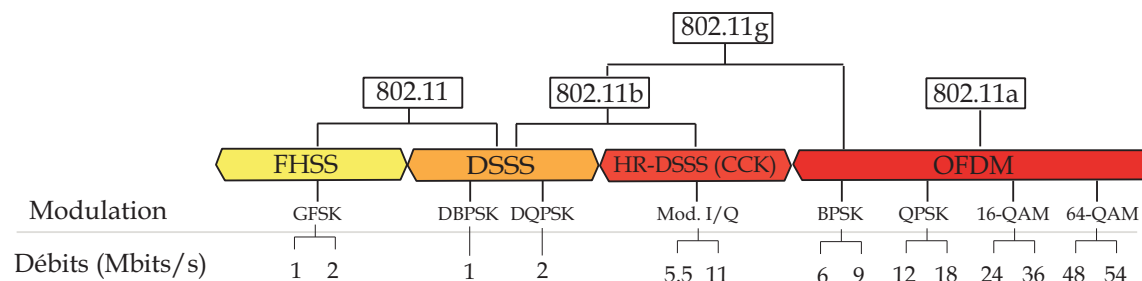 802.11g
802.11 802.11b 802.11a
FHSS DSSS HR-DSSS (CCK) OFDM
Modulation GFSK DBPSK DQPSK Mod. I/Q BPSK QPSK 16-QAM 64-QAM
Débits (Mbits/s) 1 2 1 2 5.5 11 6 9 12 18 24 36 48 54